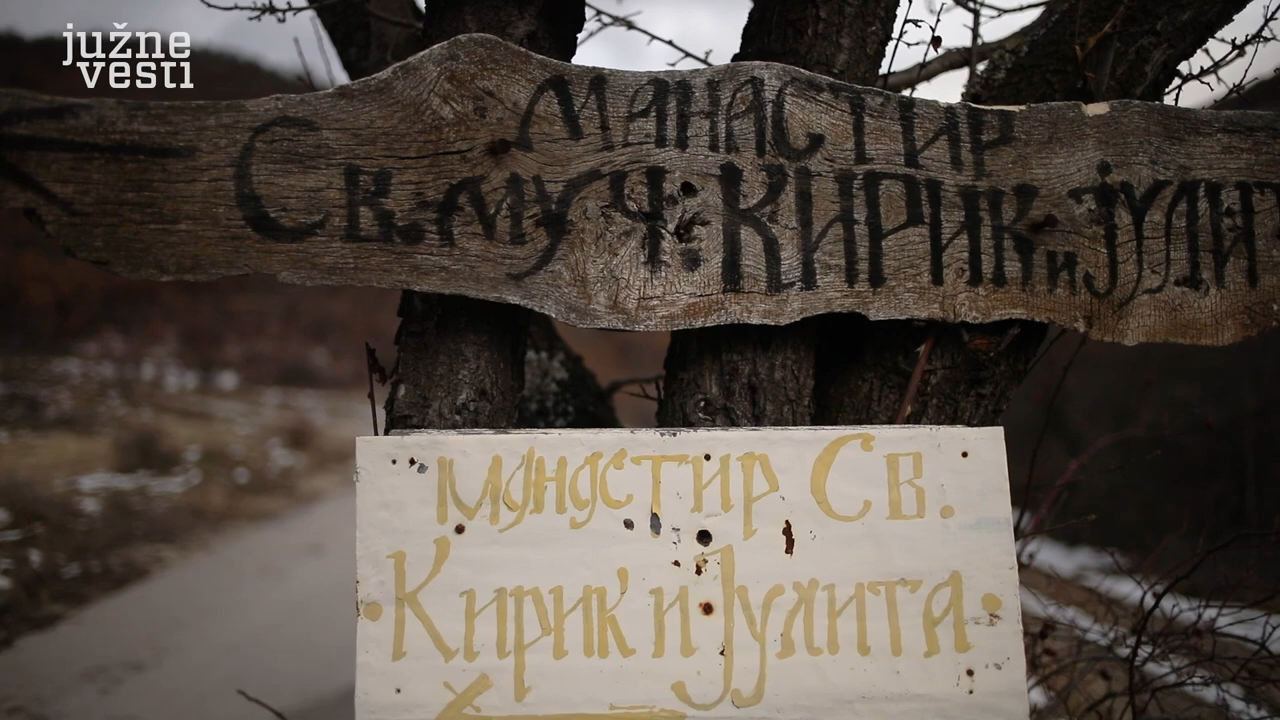 južne
vesti
МАНАСТИР
Св. МУЧ. КИРИК и ЈУЛИТ
Манастир Св.
•Кирик и Јулита•